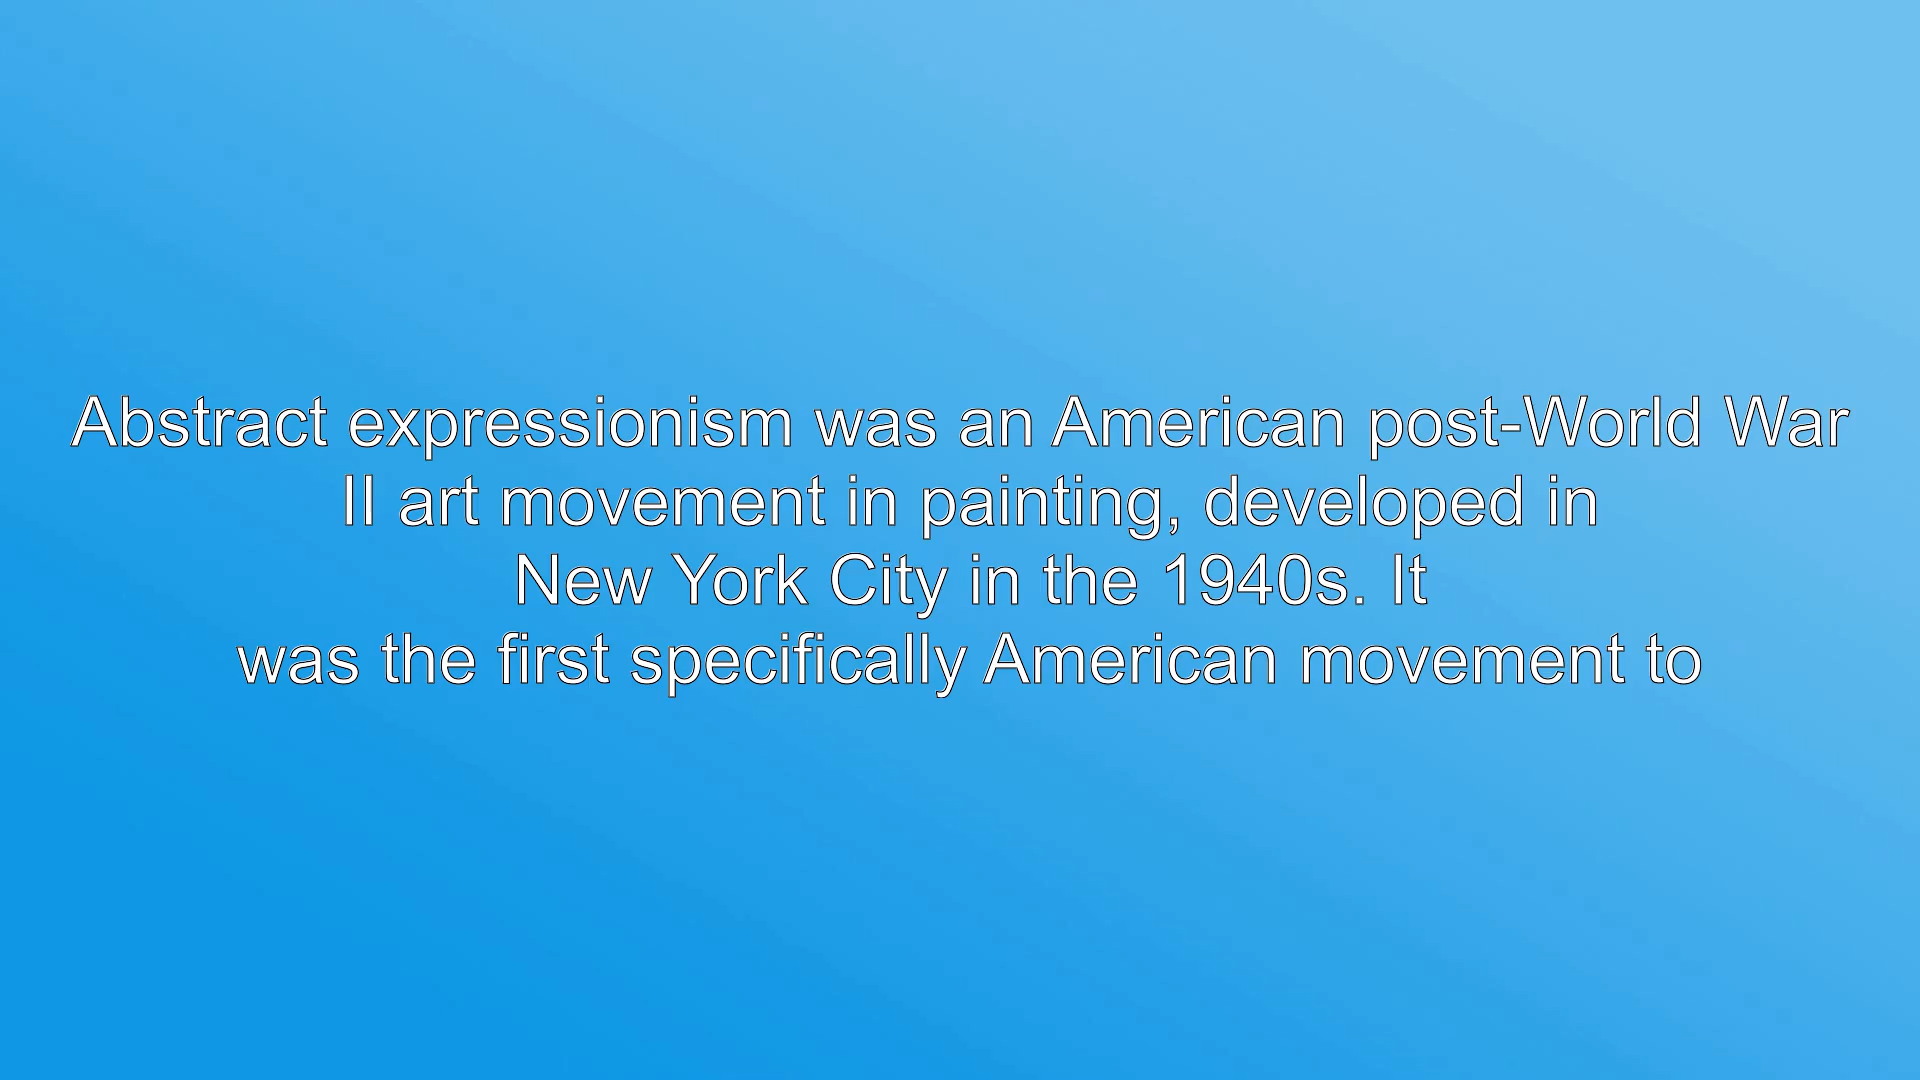 Abstract expressionism was an American post-World War
II art movement in painting, developed in
New York City in the 1940s. It
was the first specifically American movement to